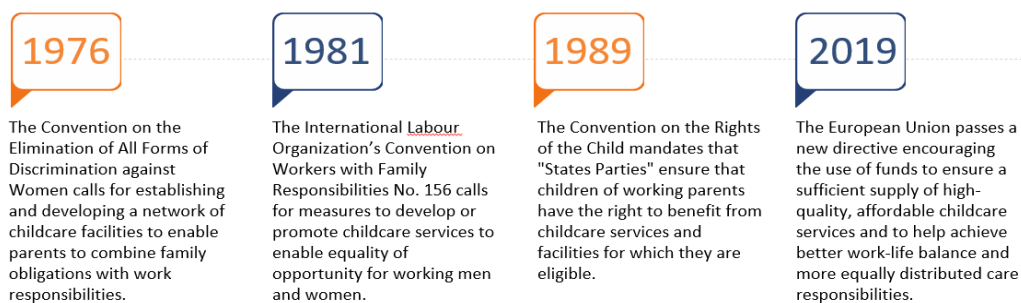 1976
The Convention on the
Elimination of All Forms of
Discrimination against
Women calls for establishing
and developing a network of
childcare facilities to enable
parents to combine family
obligations with work
responsibilities.
1981
The International Labour
Organization’s Convention on
Workers with Family
Responsibilities No. 156 calls
for measures to develop or
promote childcare services to
enable equality of
opportunity for working men
and women.
1989
The Convention on the Rights
of the Child mandates that
"States Parties" ensure that
children of working parents
have the right to benefit from
childcare services and
facilities for which they are
eligible.
2019
The European Union passes a
new directive encouraging
the use of funds to ensure a
sufficient supply of high-
quality, affordable childcare
services and to help achieve
better work-life balance and
more equally distributed care
responsibilities.